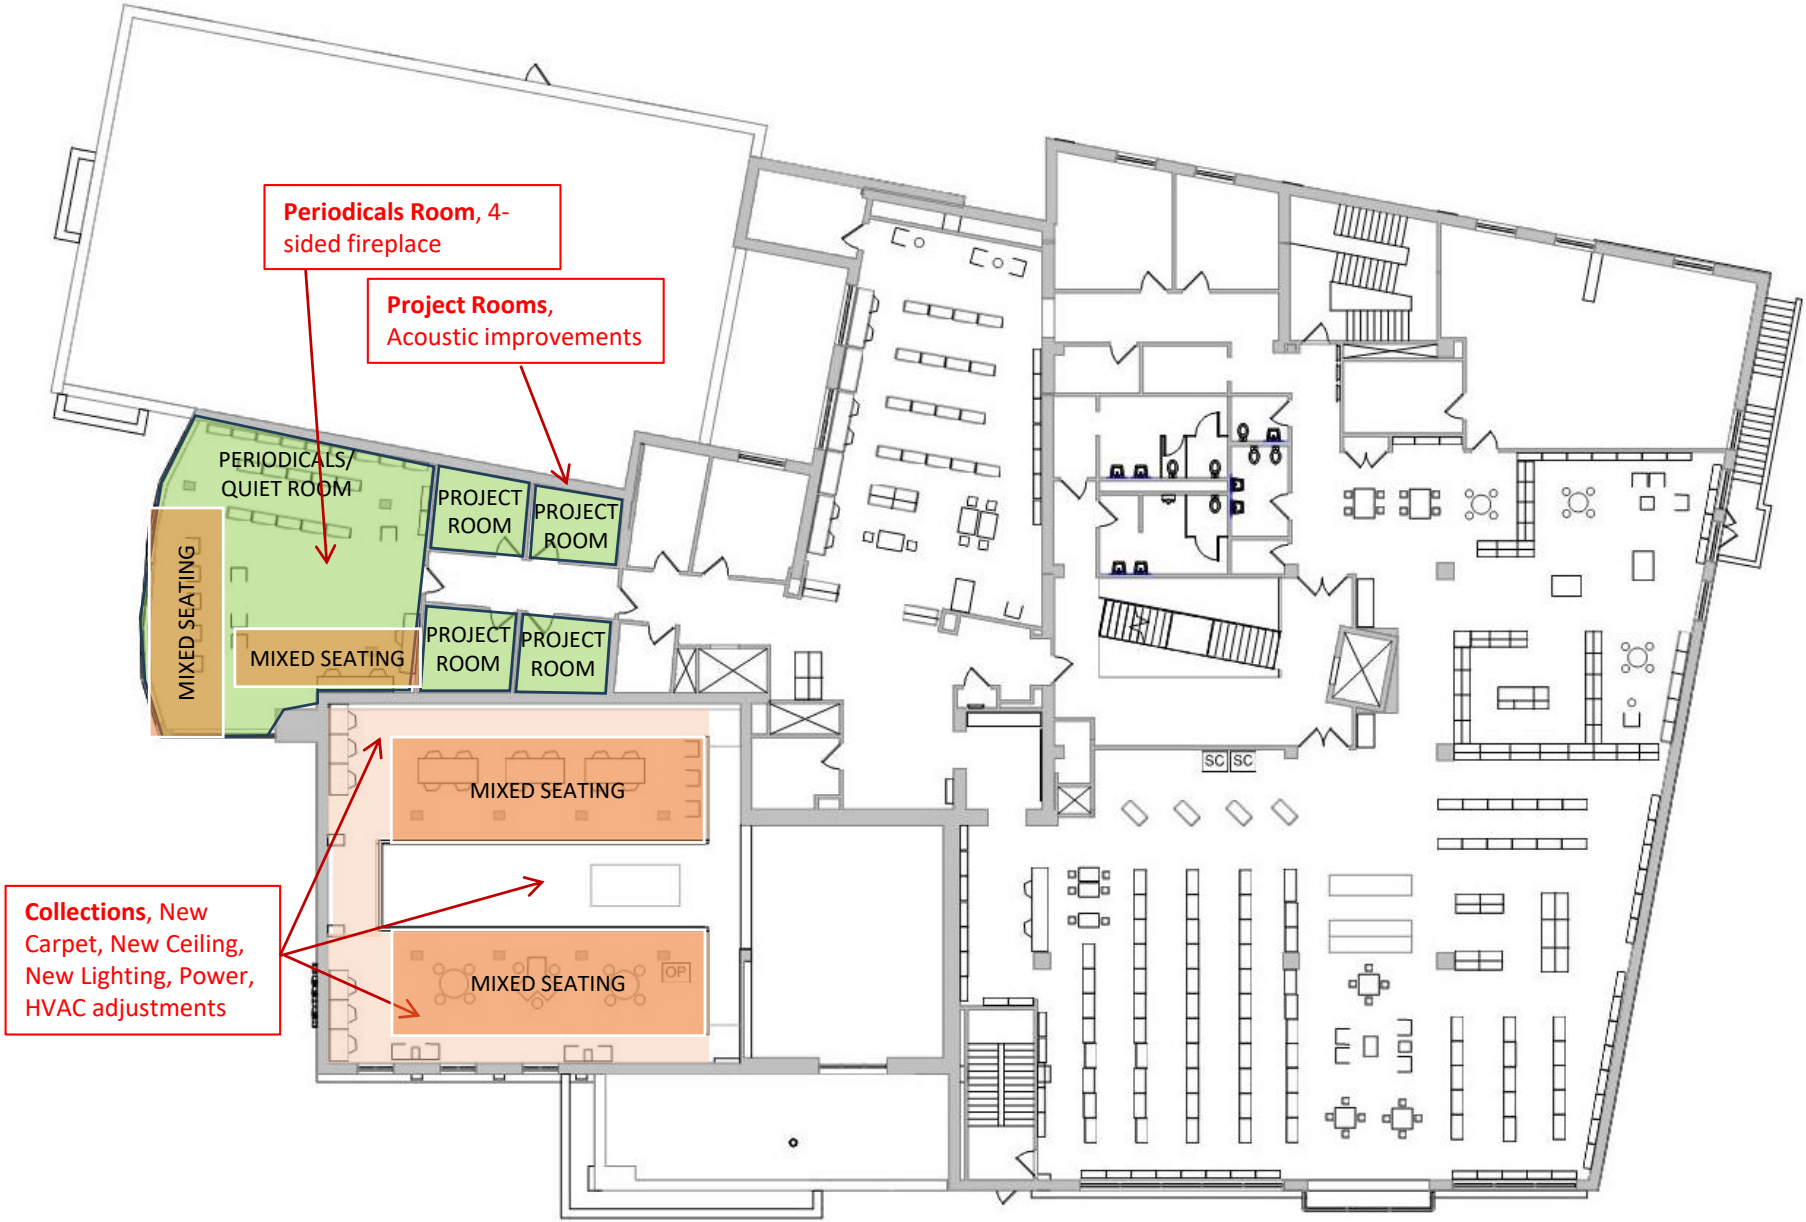 Periodicals Room, 4-
sided fireplace
Project Rooms,
Acoustic improvements
PERIODICALS/
QUIET ROOM
PROJECT
ROOM
PROJECT
ROOM
MIXED SEATING
MIXED SEATING
PROJECT
ROOM
PROJECT
ROOM
MIXED SEATING
SC
SC
Collections, New
Carpet, New Ceiling,
New Lighting, Power,
HVAC adjustments
MIXED SEATING
OP